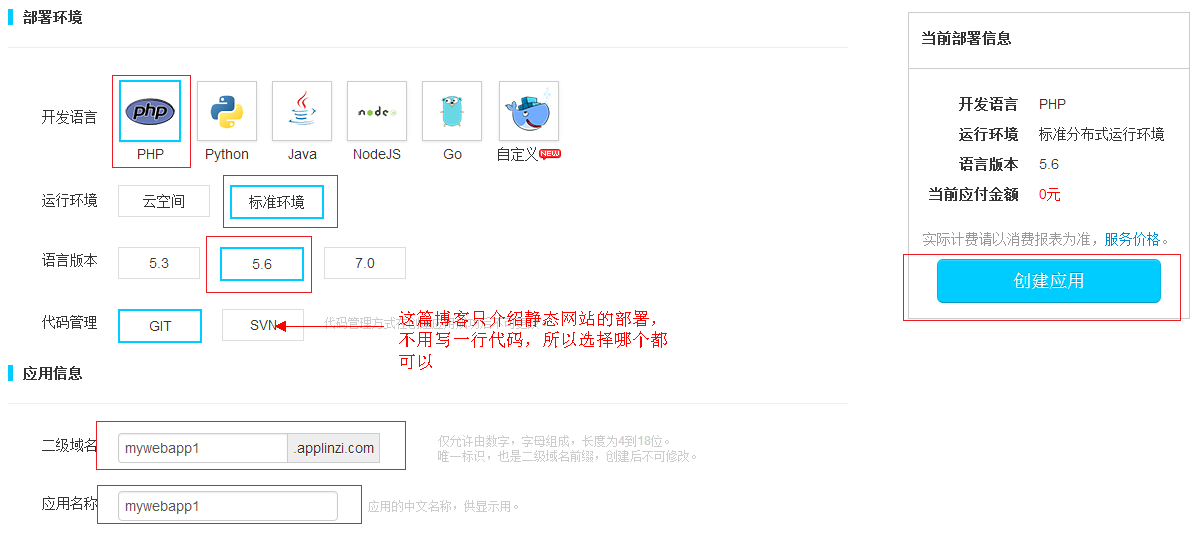 部署环境
开发语言
php
node
PHP
Python
Java
NodeJS
Go
自定义 NEW
运行环境
云空间
标准环境
语言版本
5.3
5.6
7.0
代码管理
GIT
SVN
代码管理方式在
这篇博客只介绍静态网站的部署，
不用写一行代码，所以选择哪个都
可以
应用信息
二级域名
mywebapp1
.applinzi.com
仅允许由数字，字母组成，长度为4到18位。
唯一标识，也是二级域名前缀，创建后不可修改。
应用名称
mywebapp1
应用的中文名称，供显示用。
当前部署信息
开发语言 PHP
运行环境 标准分布式运行环境
语言版本 5.6
当前应付金额 0元
实际计费请以消费报表为准，服务价格。
创建应用